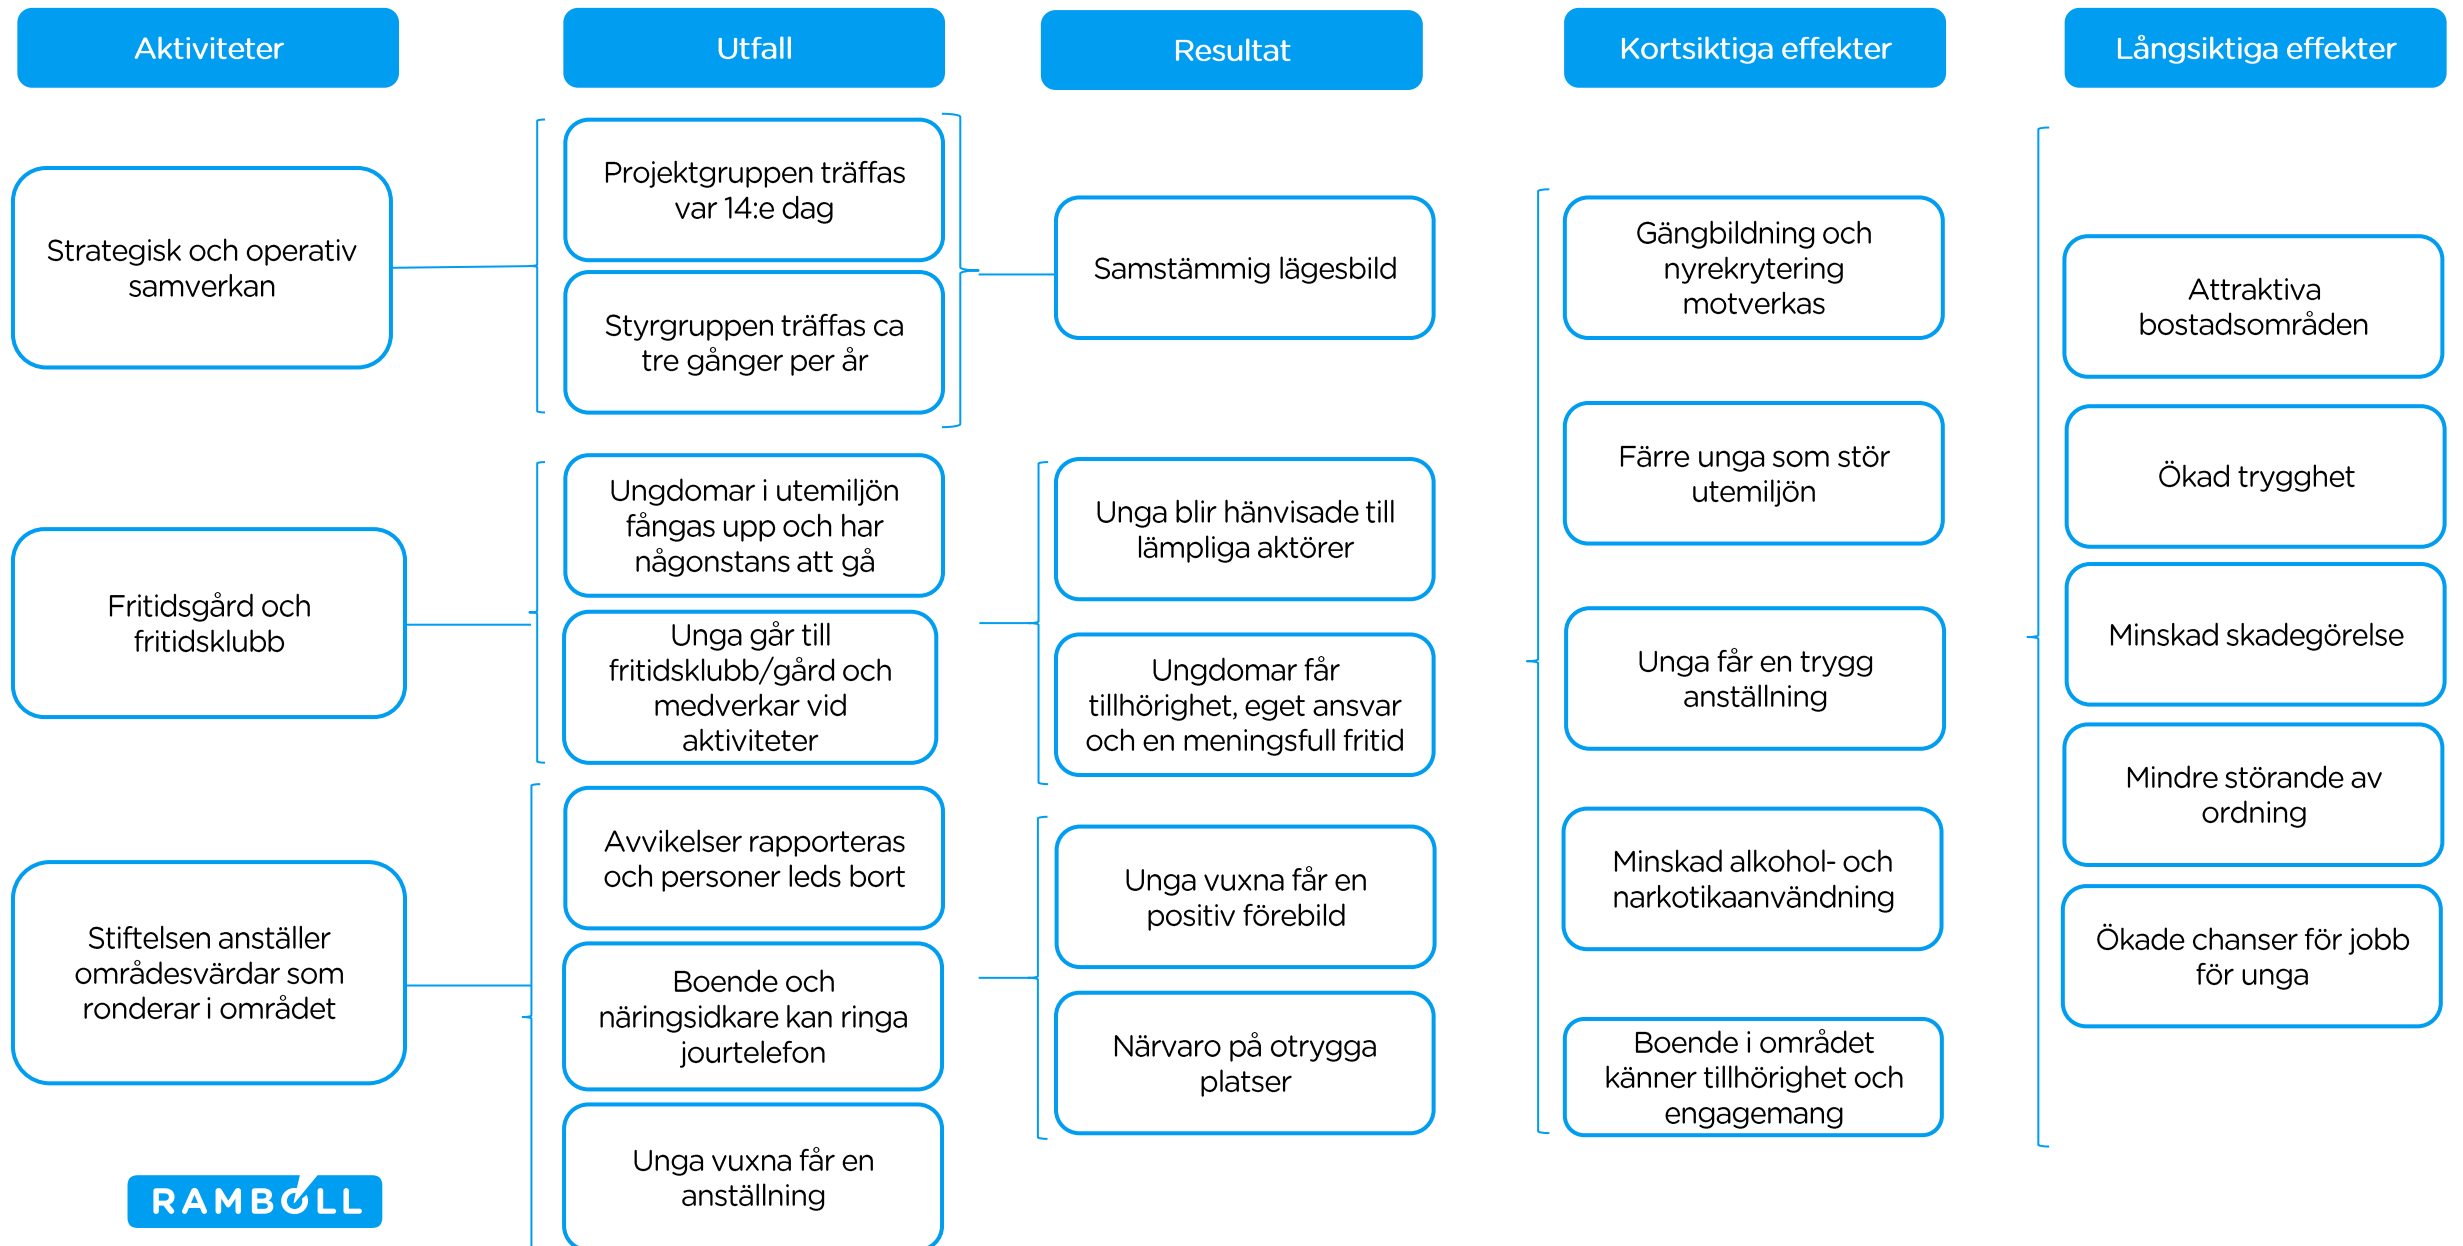 Aktiviteter
Utfall
Resultat
Kortsiktiga effekter
Långsiktiga effekter
Strategisk och operativ
samverkan
Fritidsgård och
fritidsklubb
Stiftelsen anställer
områdesvärdar som
ronderar i området
Projektgruppen träffas
var 14:e dag
Styrgruppen träffas ca
tre gånger per år
Ungdomar i utemiljön
fångas upp och har
någonstans att gå
Unga går till
fritidsklubb/gård och
medverkar vid
aktiviteter
Avvikelser rapporteras
och personer leds bort
Boende och
näringsidkare kan ringa
jourtelefon
Unga vuxna får en
anställning
Samstämmig lägesbild
Unga blir hänvisade till
lämpliga aktörer
Ungdomar får
tillhörighet, eget ansvar
och en meningsfull fritid
Unga vuxna får en
positiv förebild
Närvaro på otrygga
platser
Gängbildning och
nyrekrytering
motverkas
Färre unga som stör
utemiljön
Unga får en trygg
anställning
Minskad alkohol- och
narkotikaanvändning
Boende i området
känner tillhörighet och
engagemang
Attraktiva
bostadsområden
Ökad trygghet
Minskad skadegörelse
Mindre störande av
ordning
Ökade chanser för jobb
för unga
RAMBOLL